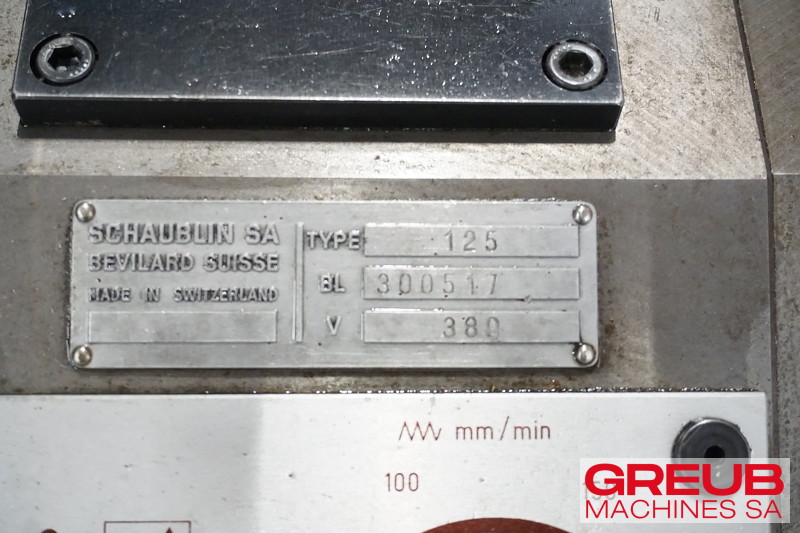 SCHAUBLIN SA
BEVILARD SUISSE
MADE IN SWITZERLAND
TYPE 125
BL 300517
V 380
mm/min
100
GREUB
MACHINES SA